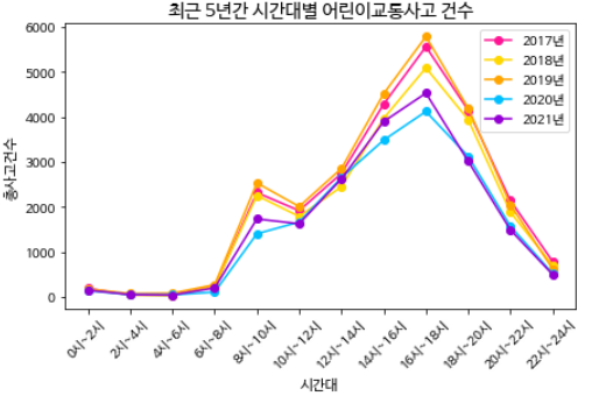 최근 5년간 시간대별 어린이교통사고 건수
6000
5000
4000
3000
2000
1000
0
총사고건수
2017년
2018년
2019년
2020년
2021년
0시~2시
2시~4시
4시~6시
6시~8시
8시~10시
10시~12시
12시~14시
14시~16시
16시~18시
18시~20시
20시~22시
22시~24시
시간대